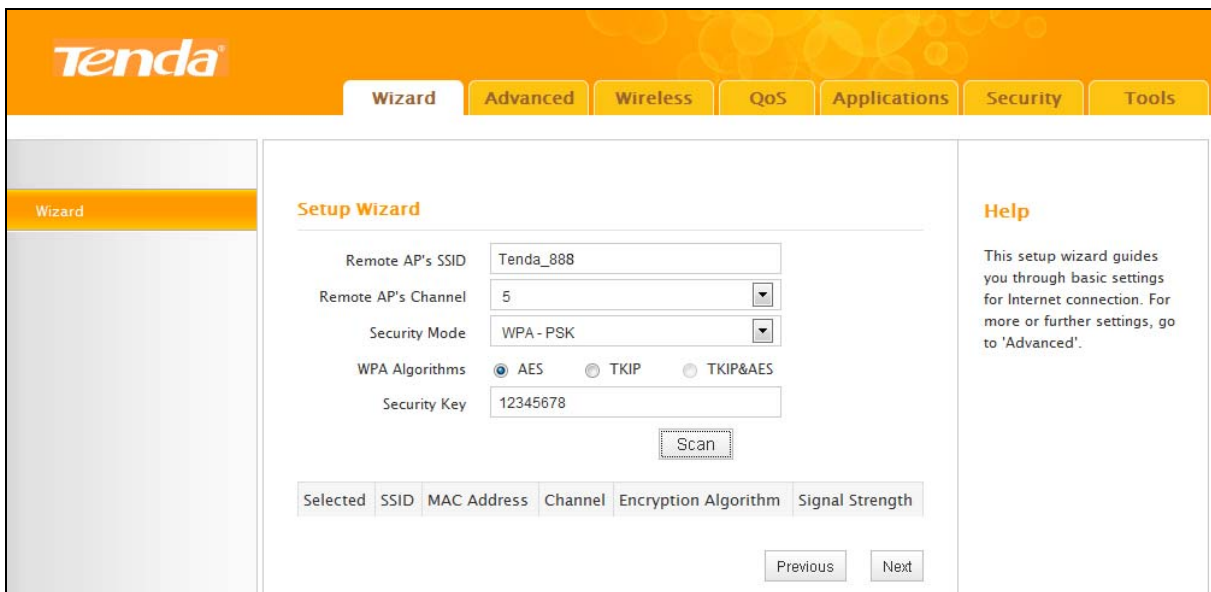 Tenda
Wizard Advanced Wireless QoS Applications Security Tools
Wizard
Setup Wizard
Remote AP's SSID Tenda_888
Remote AP's Channel 5
Security Mode WPA - PSK
WPA Algorithms AES TKIP TKIP&AES
Security Key 12345678
Scan
Selected SSID MAC Address Channel Encryption Algorithm Signal Strength
Previous Next
Help
This setup wizard guides
you through basic settings
for Internet connection. For
more or further settings, go
to 'Advanced'.